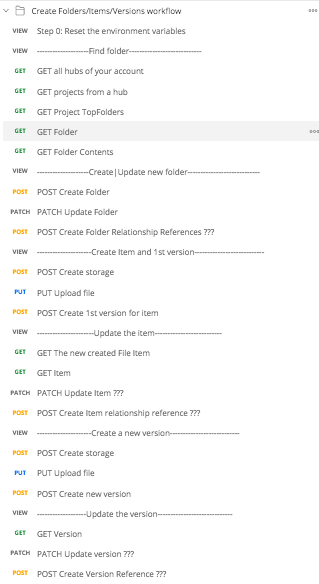 Create Folders/Items/Versions workflow
VIEW Step 0: Reset the environment variables
VIEW -------------------Find folder---------------------------
GET GET all hubs of your account
GET GET projects from a hub
GET GET Project TopFolders
GET GET Folder
GET GET Folder Contents
VIEW -------------------Create|Update new folder---------------------------
POST POST Create Folder
PATCH PATCH Update Folder
POST POST Create Folder Relationship References ???
VIEW --------------------Create Item and 1st version--------------------------
POST POST Create storage
PUT PUT Upload file
POST POST Create 1st version for item
VIEW ---------------------Update the item-------------------------
GET GET The new created File Item
GET GET Item
PATCH PATCH Update Item ???
POST POST Create Item relationship reference ???
VIEW --------------------Create a new version--------------------------
POST POST Create storage
PUT PUT Upload file
POST POST Create new version
VIEW ------------------Update the version----------------------------
GET GET Version
PATCH PATCH Update version ???
POST POST Create Version Reference ???